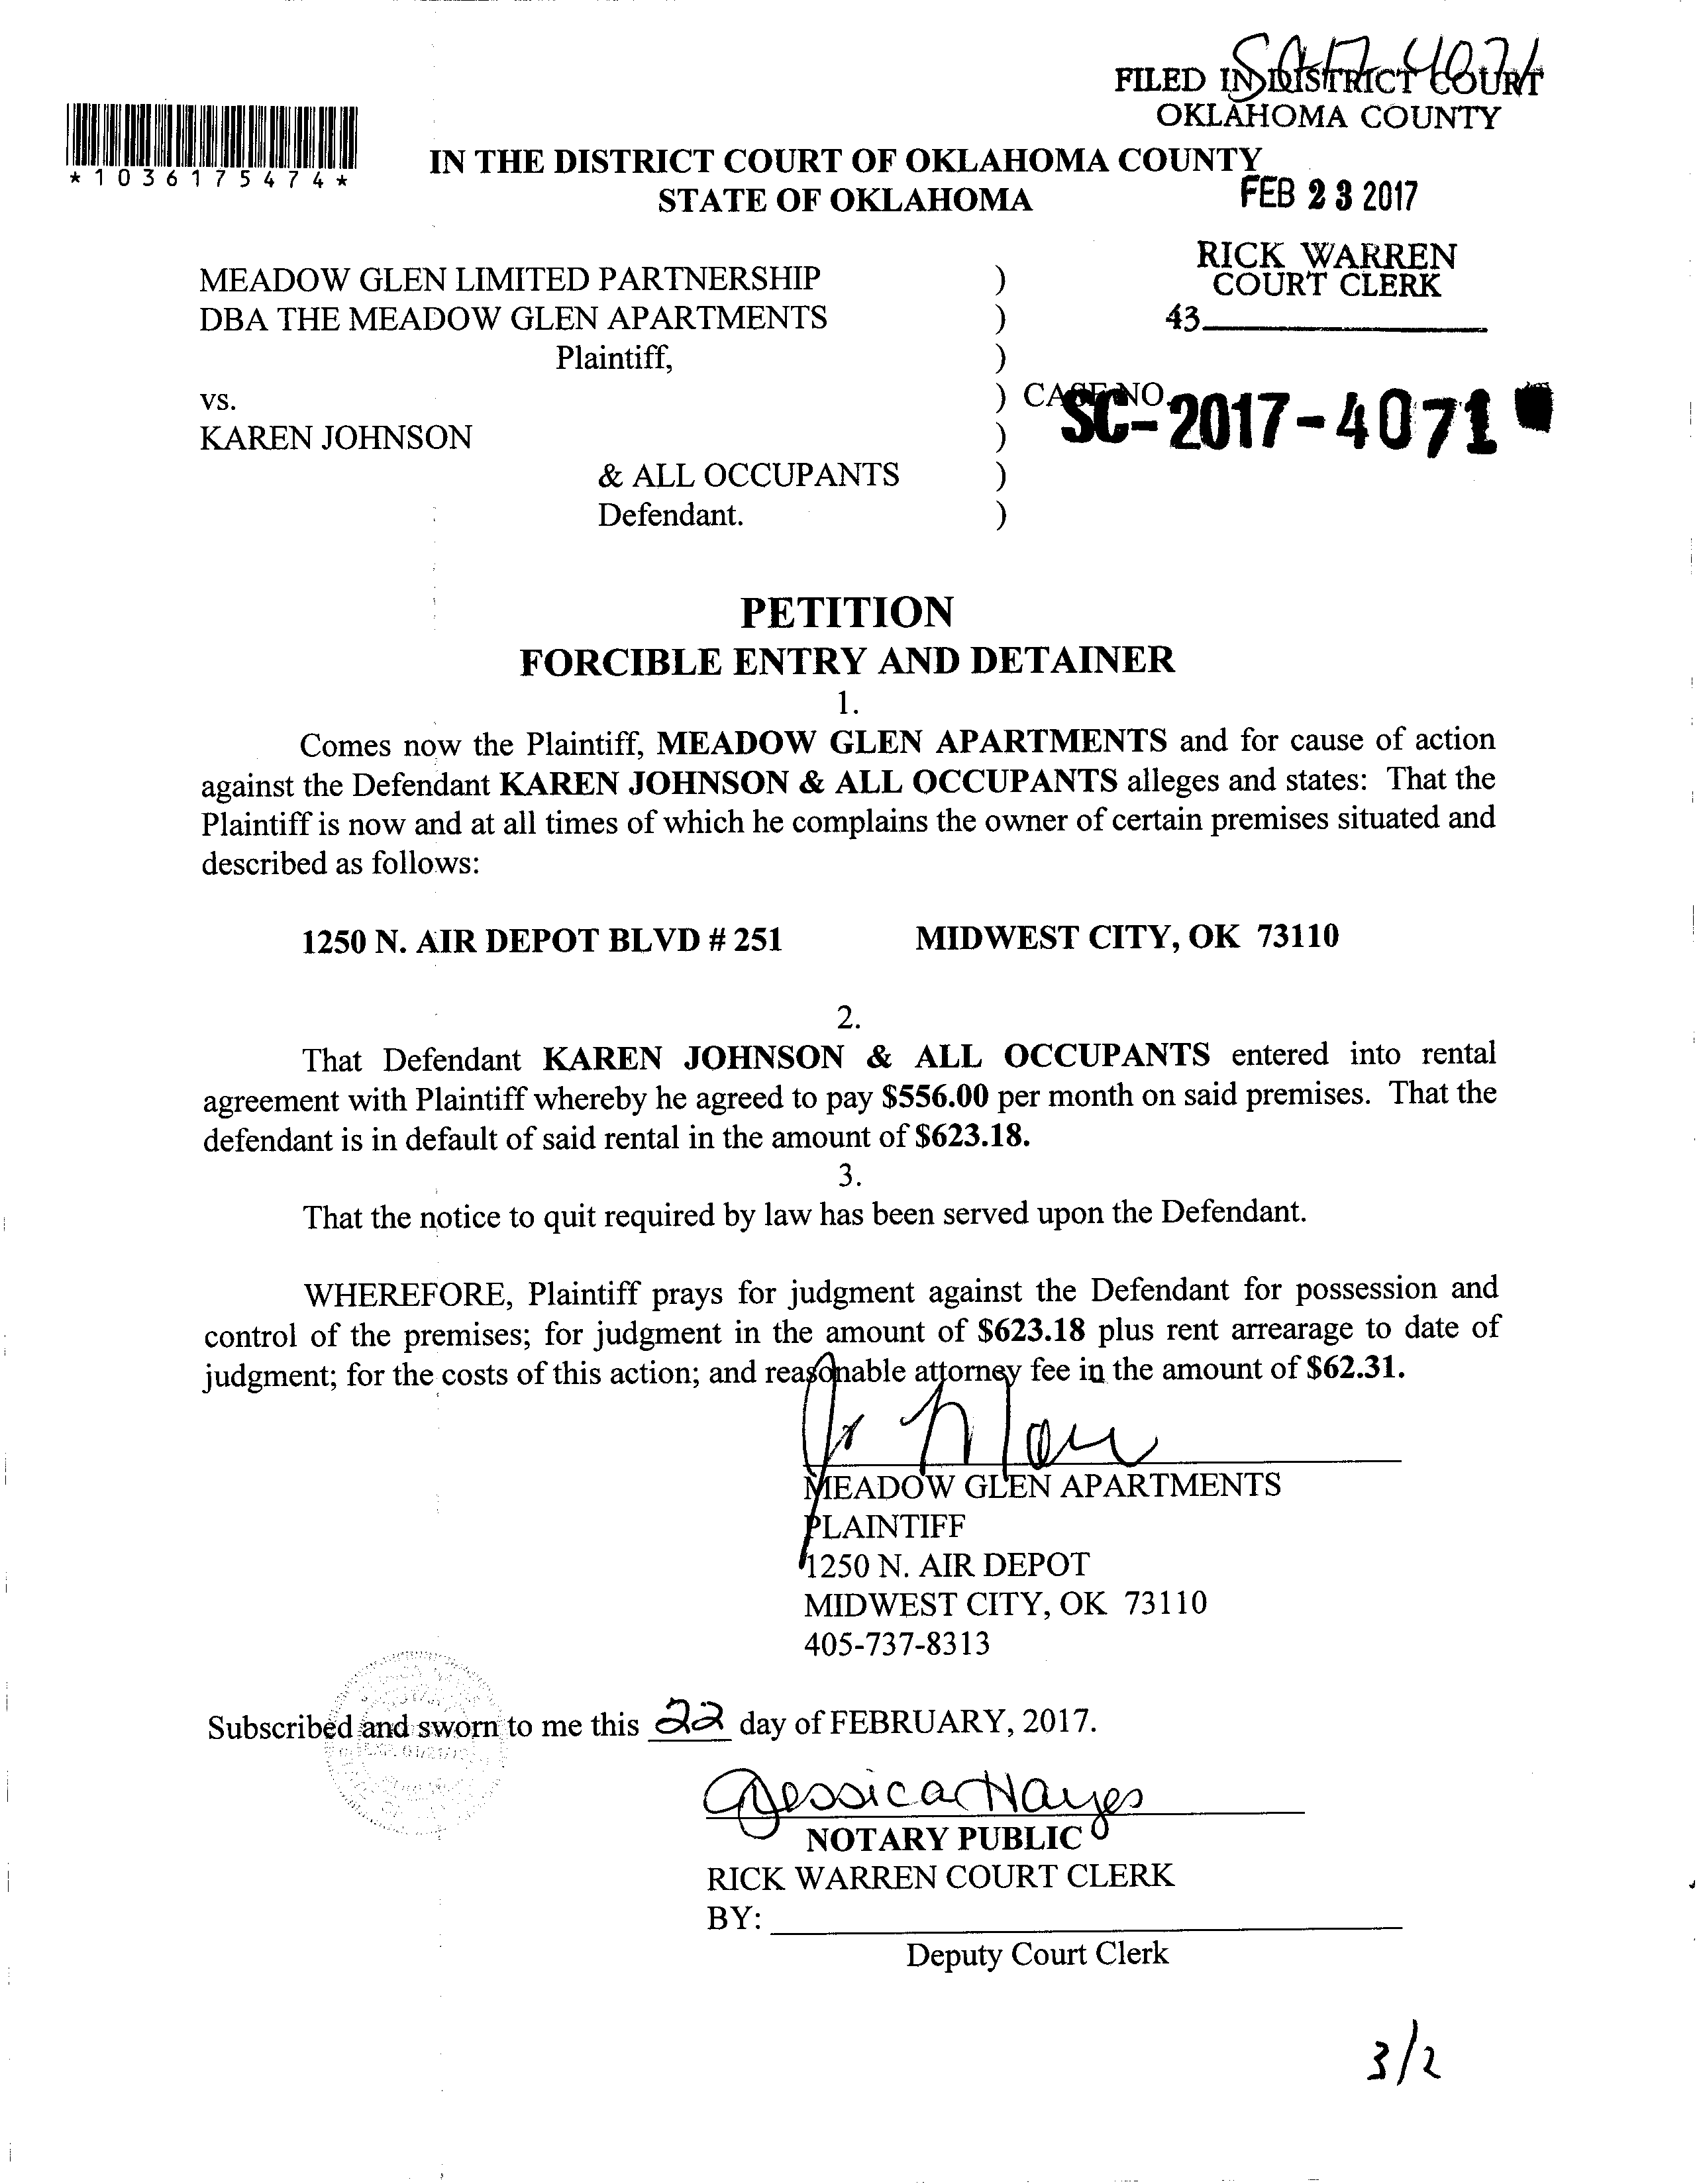 SC17-4071
FILED IN DISTRICT COURT
OKLAHOMA COUNTY
*1036175474*
IN THE DISTRICT COURT OF OKLAHOMA COUNTY
STATE OF OKLAHOMA
FEB 23 2017
RICK WARREN
COURT CLERK
43
MEADOW GLEN LIMITED PARTNERSHIP )
DBA THE MEADOW GLEN APARTMENTS )
Plaintiff, )
vs. ) CASE NO.
SC-2017-4071
KAREN JOHNSON )
& ALL OCCUPANTS )
Defendant. )
PETITION
FORCIBLE ENTRY AND DETAINER
1.
Comes now the Plaintiff, MEADOW GLEN APARTMENTS and for cause of action
against the Defendant KAREN JOHNSON & ALL OCCUPANTS alleges and states: That the
Plaintiff is now and at all times of which he complains the owner of certain premises situated and
described as follows:
1250 N. AIR DEPOT BLVD # 251 MIDWEST CITY, OK 73110
2.
That Defendant KAREN JOHNSON & ALL OCCUPANTS entered into rental
agreement with Plaintiff whereby he agreed to pay $556.00 per month on said premises. That the
defendant is in default of said rental in the amount of $623.18.
3.
That the notice to quit required by law has been served upon the Defendant.
WHEREFORE, Plaintiff prays for judgment against the Defendant for possession and
control of the premises; for judgment in the amount of $623.18 plus rent arrearage to date of
judgment; for the costs of this action; and reasonable attorney fee in the amount of $62.31.
MEADOW GLEN APARTMENTS
PLAINTIFF
1250 N. AIR DEPOT
MIDWEST CITY, OK 73110
405-737-8313
Subscribed and sworn to me this 22 day of FEBRUARY, 2017.
Jessica Hayes
NOTARY PUBLIC
RICK WARREN COURT CLERK
BY:
Deputy Court Clerk
3/2